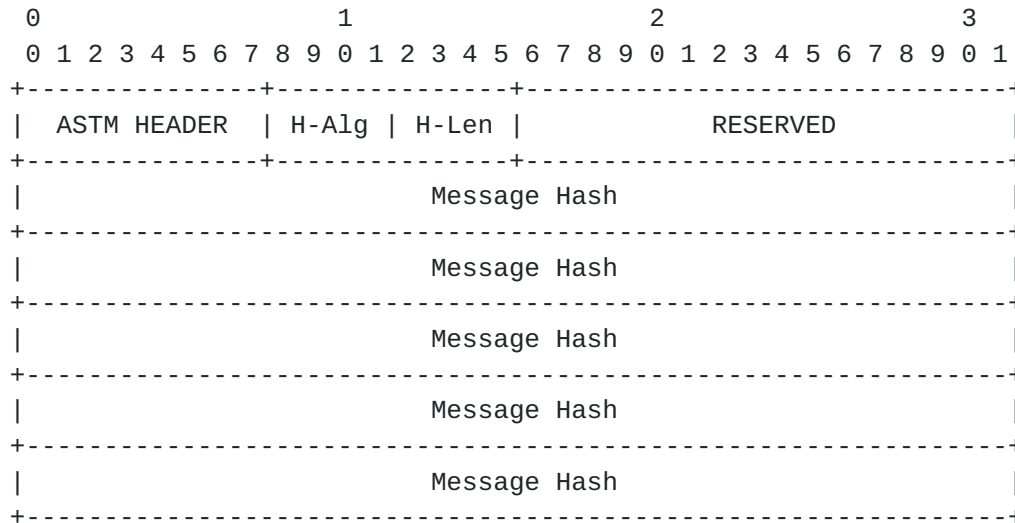 0                   1                   2                   3
 0 1 2 3 4 5 6 7 8 9 0 1 2 3 4 5 6 7 8 9 0 1 2 3 4 5 6 7 8 9 0 1
+---------------+---------------+-------------------------------+
|  ASTM HEADER  | H-Alg | H-Len |            RESERVED           |
+---------------+---------------+-------------------------------+
|                          Message Hash                         |
+---------------------------------------------------------------+
|                          Message Hash                         |
+---------------------------------------------------------------+
|                          Message Hash                         |
+---------------------------------------------------------------+
|                          Message Hash                         |
+---------------------------------------------------------------+
|                          Message Hash                         |
+---------------------------------------------------------------+